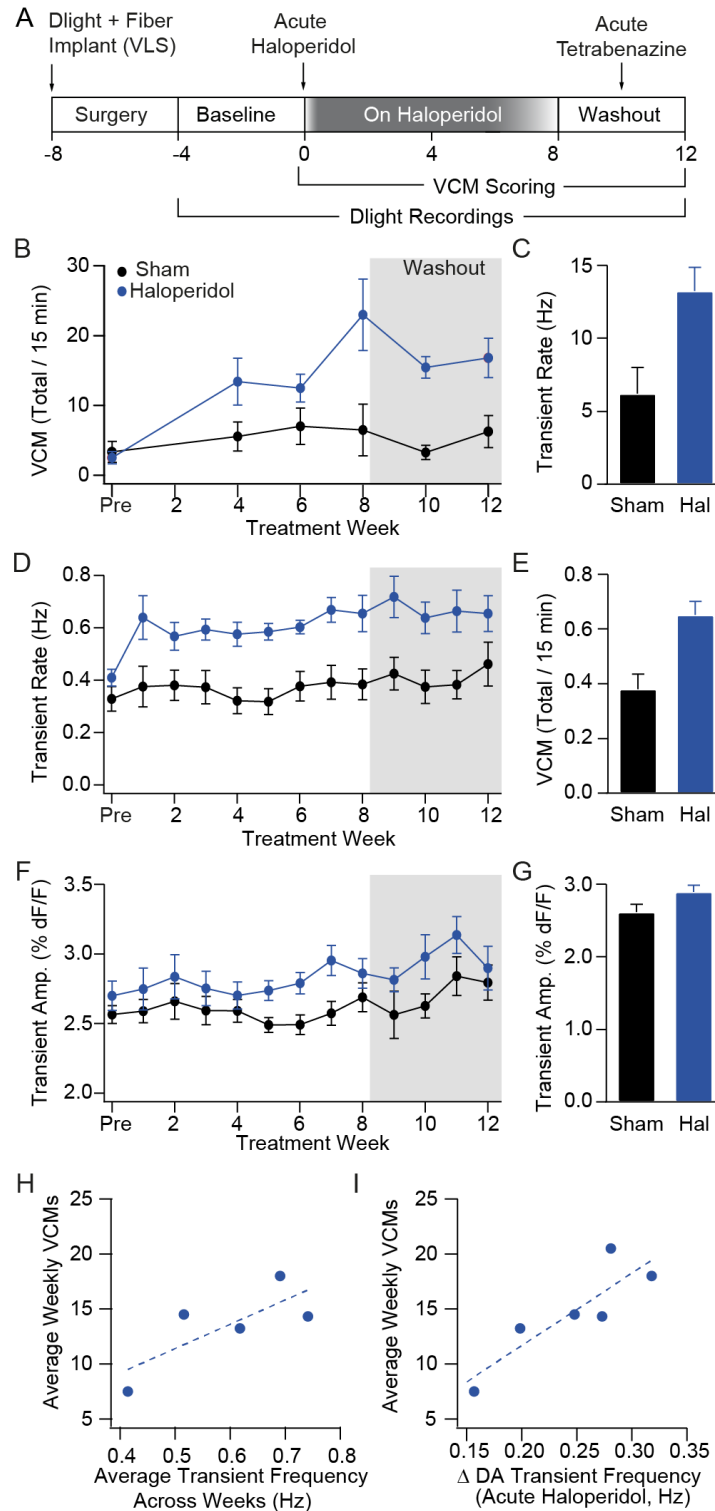 A
Dlight + Fiber
Implant (VLS)
Acute
Haloperidol
Acute
Tetrabenazine
Surgery
Baseline
On Haloperidol
Washout
-8
-4
0
4
8
12
VCM Scoring
Dlight Recordings
B
30
20
10
0
VCM (Total / 15 min)
Sham
Haloperidol
Washout
Pre
2
4
6
8
10
12
Treatment Week
C
15
10
5
0
Transient Rate (Hz)
Sham
Hal
D
0.8
0.6
0.4
0.2
0.0
Transient Rate (Hz)
Pre
2
4
6
8
10
12
Treatment Week
E
0.8
0.6
0.4
0.2
0.0
VCM (Total / 15 min)
Sham
Hal
F
3.5
3.0
2.5
2.0
Transient Amp. (% dF/F)
Pre
2
4
6
8
10
12
Treatment Week
G
3.0
2.0
1.0
0.0
Transient Amp. (% dF/F)
Sham
Hal
H
25
20
15
10
5
Average Weekly VCMs
0.4
0.5
0.6
0.7
0.8
Average Transient Frequency
Across Weeks (Hz)
I
25
20
15
10
5
Average Weekly VCMs
0.15
0.20
0.25
0.30
0.35
Δ DA Transient Frequency
(Acute Haloperidol, Hz)